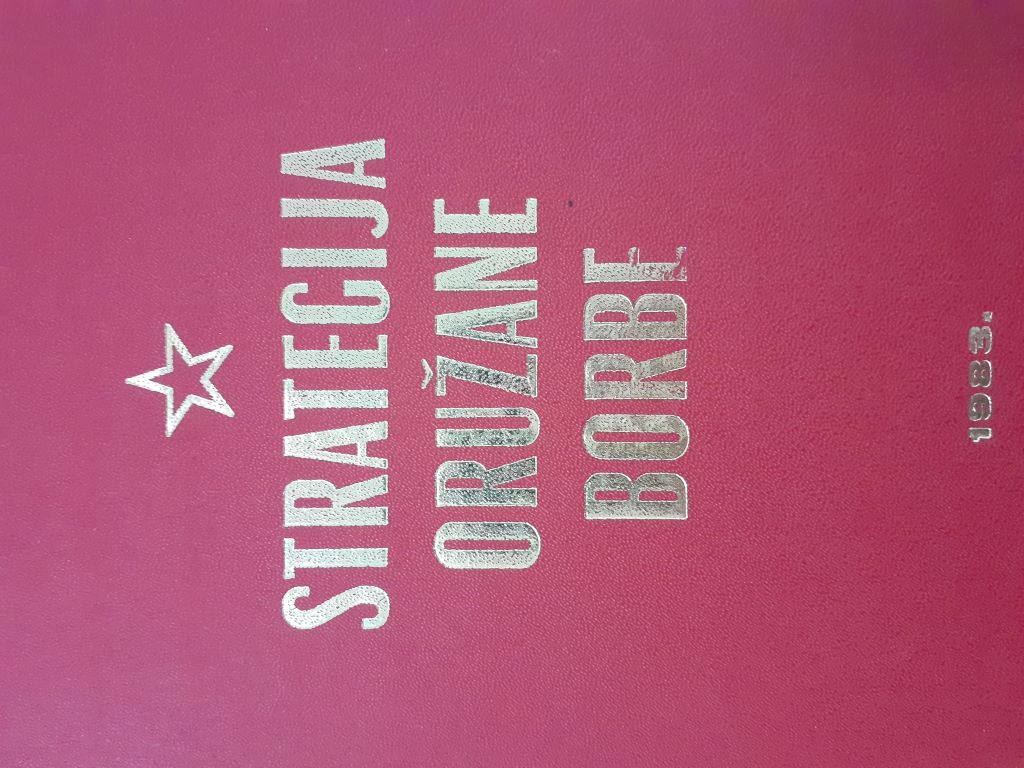 STRATEGIJA
ORUŽANE
BORBE
1983.